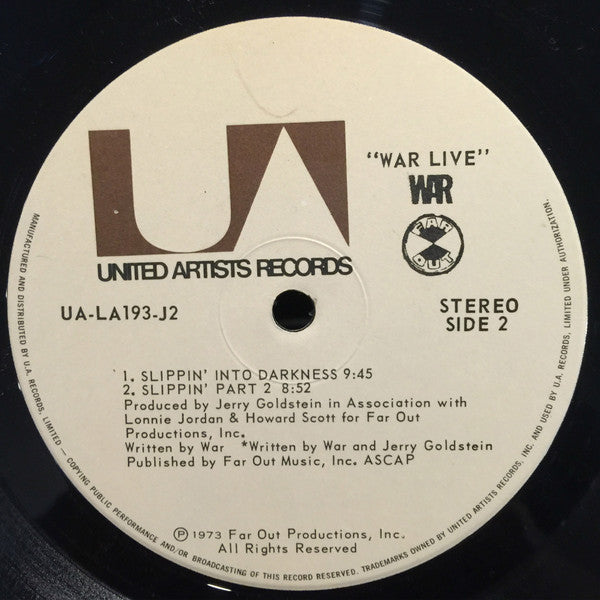 UA
UNITED ARTISTS RECORDS
"WAR LIVE"
WAR
FAR OUT
UA-LA193-J2
STEREO
SIDE 2
1. SLIPPIN' INTO DARKNESS 9:45
2. SLIPPIN' PART 2 8:52
Produced by Jerry Goldstein in Association with
Lonnie Jordan & Howard Scott for Far Out
Productions, Inc.
Written by War *Written by War and Jerry Goldstein
Published by Far Out Music, Inc. ASCAP
℗ 1973 Far Out Productions, Inc.
All Rights Reserved
MANUFACTURED AND DISTRIBUTED BY U.A. RECORDS, LIMITED — COPYING PUBLIC PERFORMANCE AND/OR BROADCASTING OF THIS RECORD RESERVED. TRADEMARKS OWNED BY UNITED ARTISTS RECORDS, INC. AND USED BY U.A. RECORDS, LIMITED UNDER AUTHORIZATION.